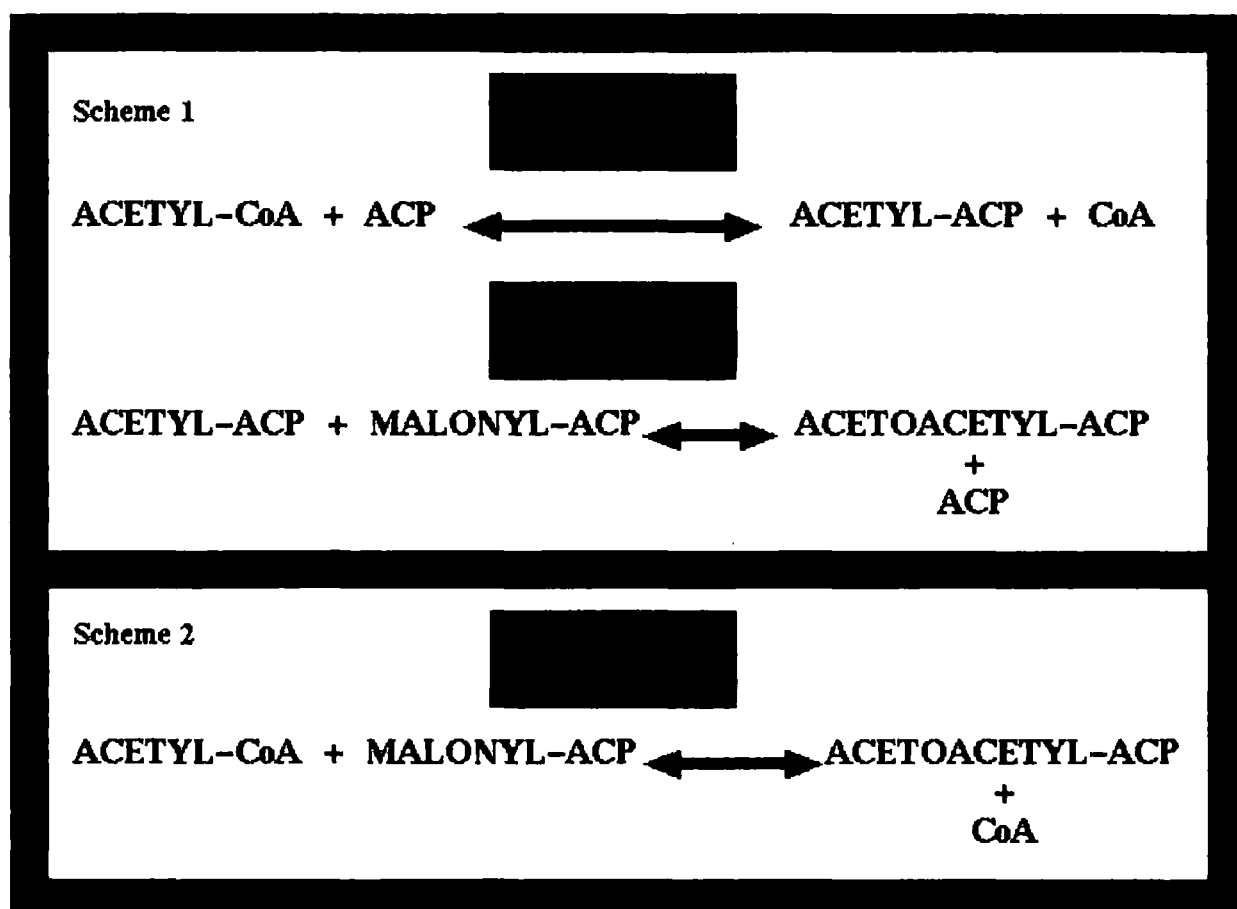 Scheme 1
ACETYL-CoA + ACP ACETYL-ACP + CoA
ACETYL-ACP + MALONYL-ACP ACETOACETYL-ACP
+
ACP
Scheme 2
ACETYL-CoA + MALONYL-ACP ACETOACETYL-ACP
+
CoA